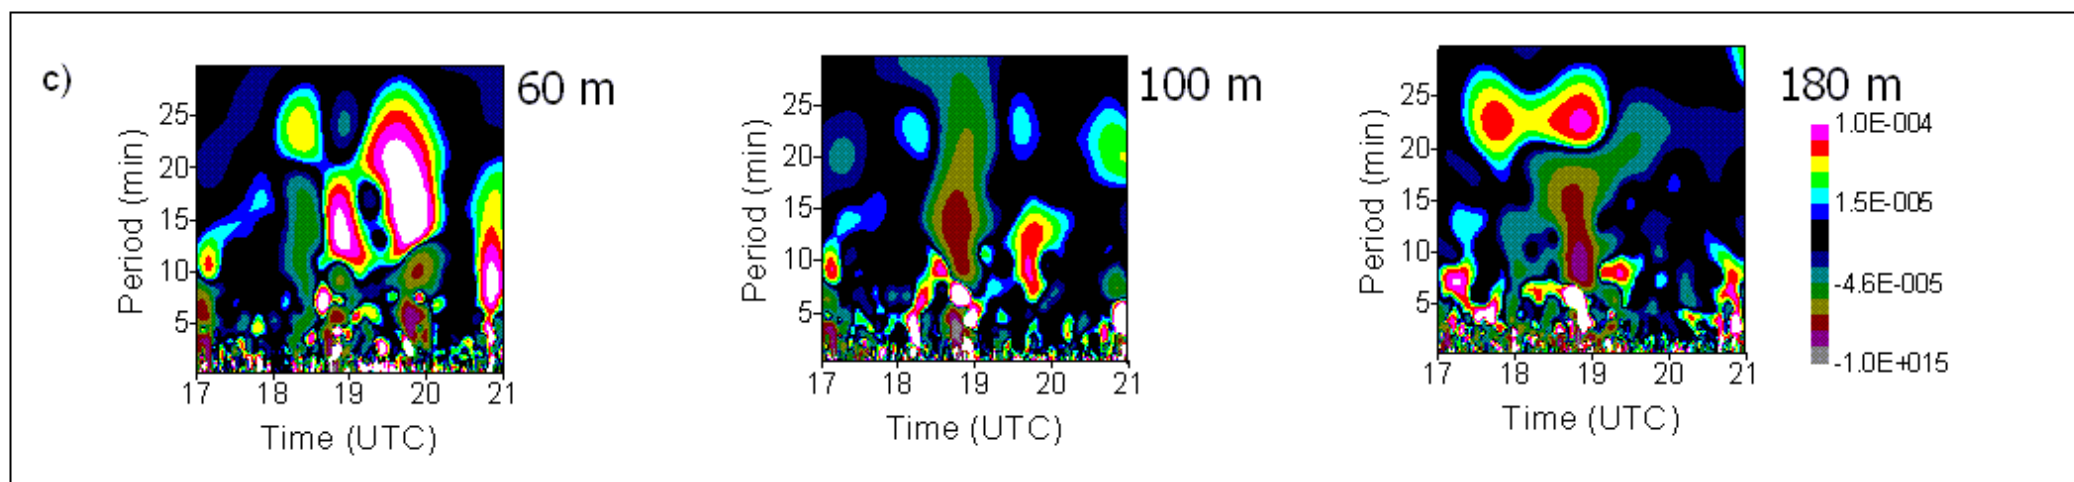 c)
60 m
Period (min)
25
20
15
10
5
17 18 19 20 21
Time (UTC)
100 m
Period (min)
25
20
15
10
5
17 18 19 20 21
Time (UTC)
180 m
Period (min)
25
20
15
10
5
17 18 19 20 21
Time (UTC)
1.0E-004
1.5E-005
-4.6E-005
-1.0E+015